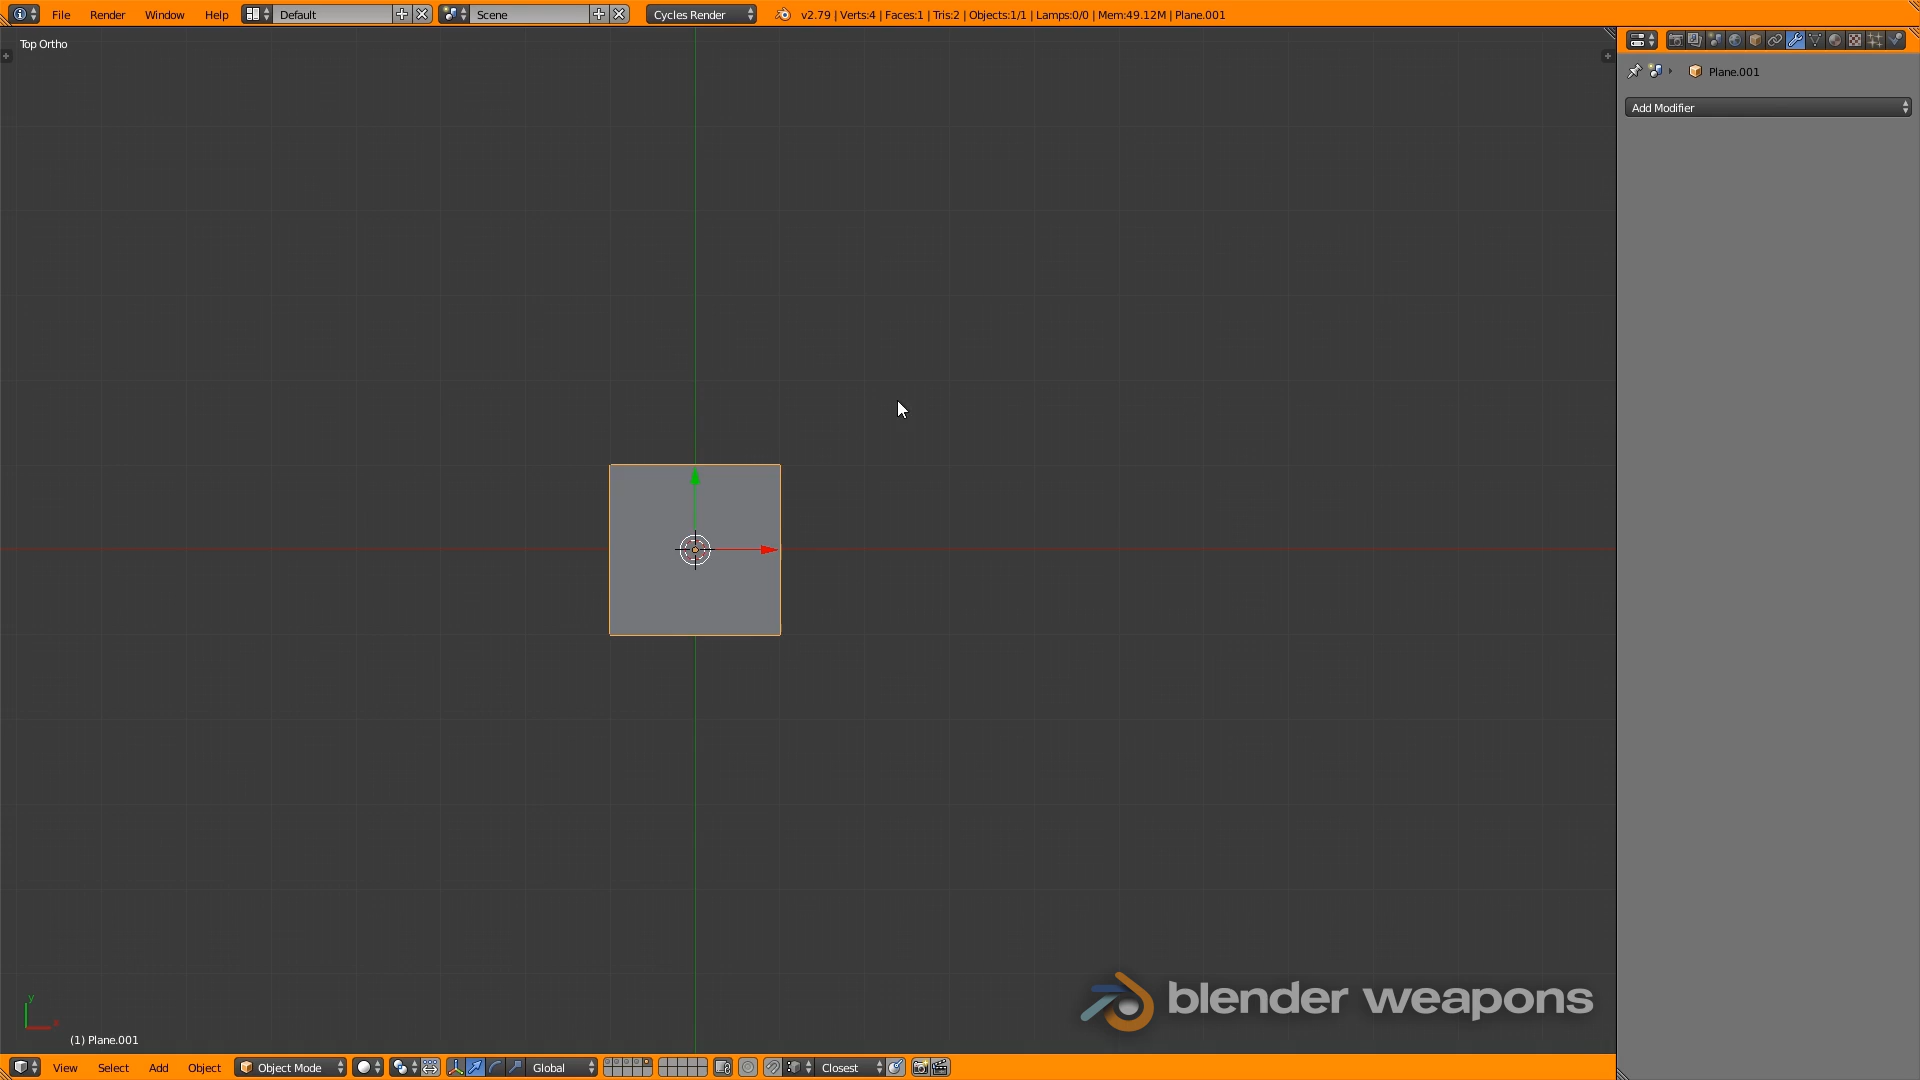 File Render Window Help Default Scene Cycles Render v2.79 | Verts:4 | Faces:1 | Tris:2 | Objects:1/1 | Lamps:0/0 | Mem:49.12M | Plane.001
Top Ortho
Plane.001
Add Modifier
y
x
blender weapons
(1) Plane.001
View Select Add Object Object Mode Global Closest